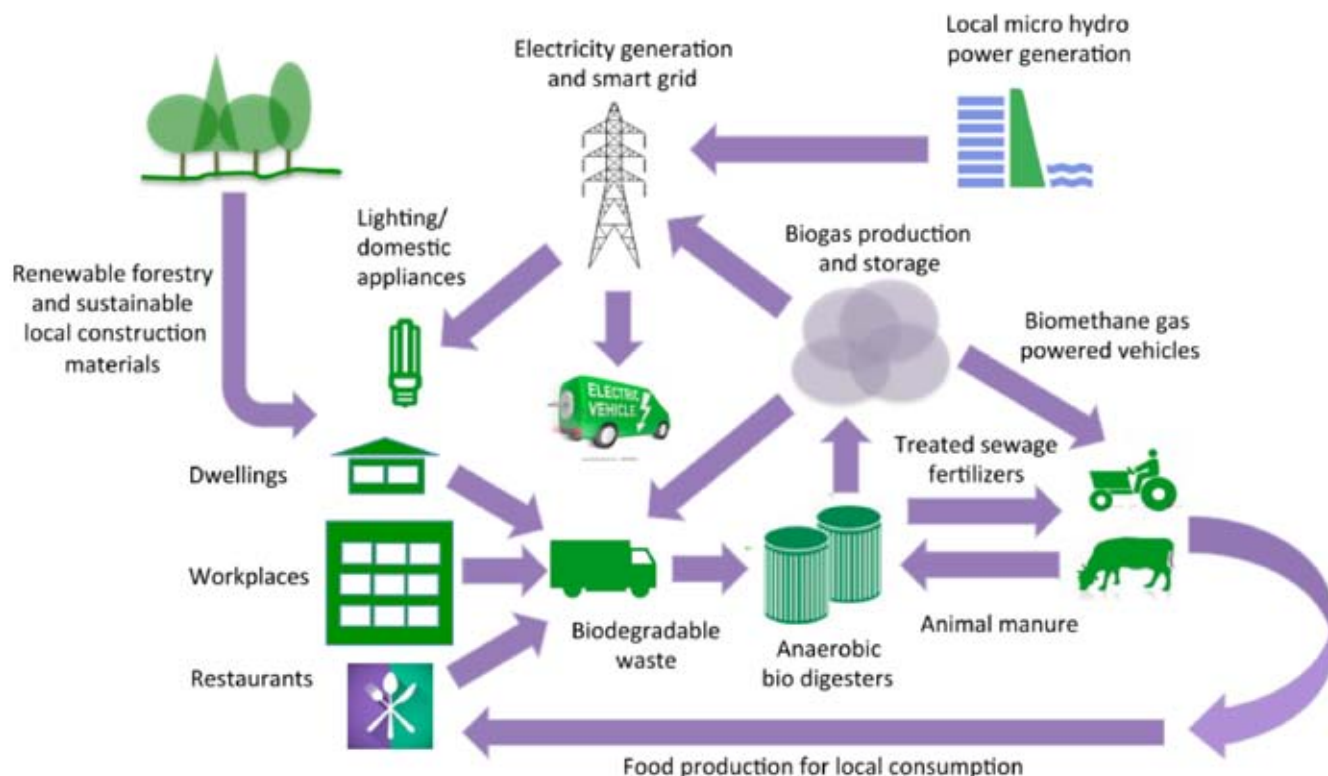 Local micro hydro
power generation
Electricity generation
and smart grid
Lighting/
domestic
appliances
Biogas production
and storage
Renewable forestry
and sustainable
local construction
materials
Biomethane gas
powered vehicles
ELECTRIC
VEHICLE
Treated sewage
fertilizers
Dwellings
Workplaces
Biodegradable
waste
Anaerobic
bio digesters
Animal manure
Restaurants
Food production for local consumption